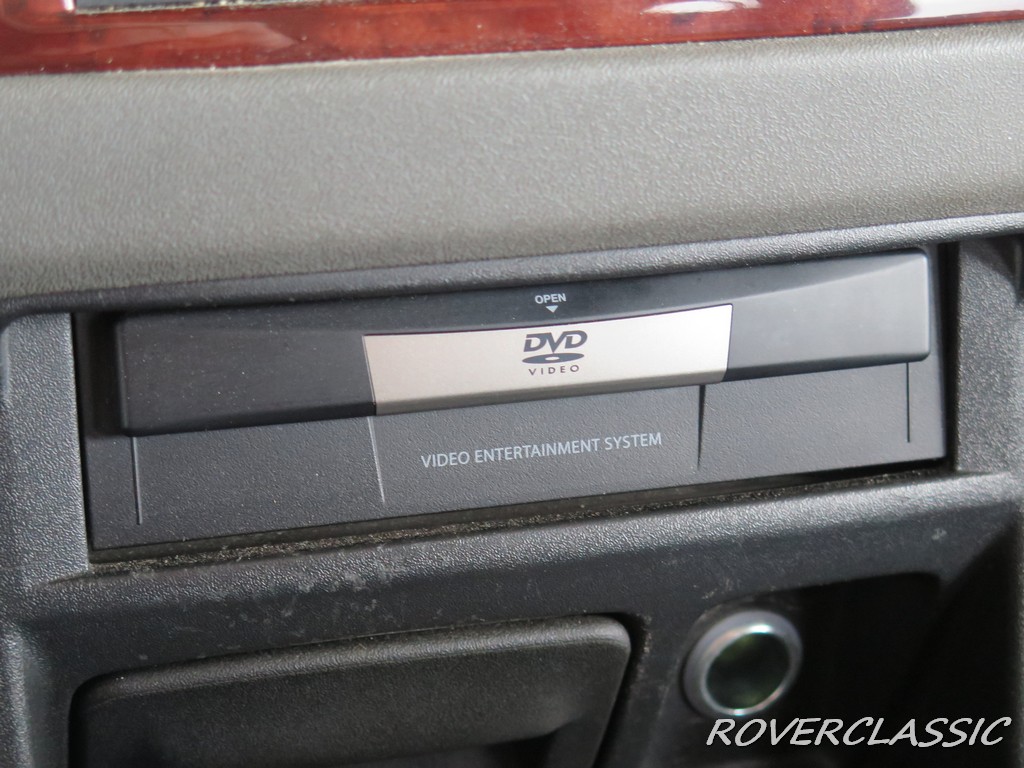 OPEN
DVD
VIDEO
VIDEO ENTERTAINMENT SYSTEM
ROVERCLASSIC